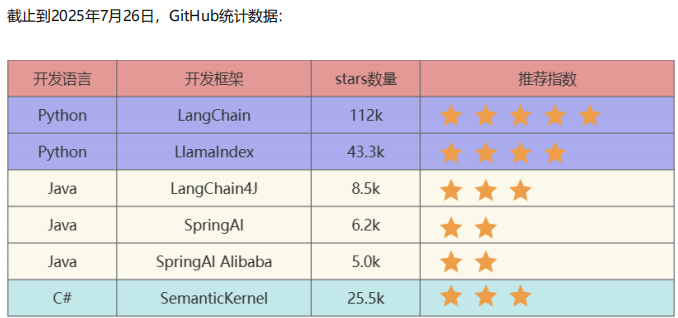 截止到2025年7月26日，GitHub统计数据：
开发语言 开发框架 stars数量 推荐指数
Python LangChain 112k
Python LlamaIndex 43.3k
Java LangChain4J 8.5k
Java SpringAI 6.2k
Java SpringAI Alibaba 5.0k
C# SemanticKernel 25.5k